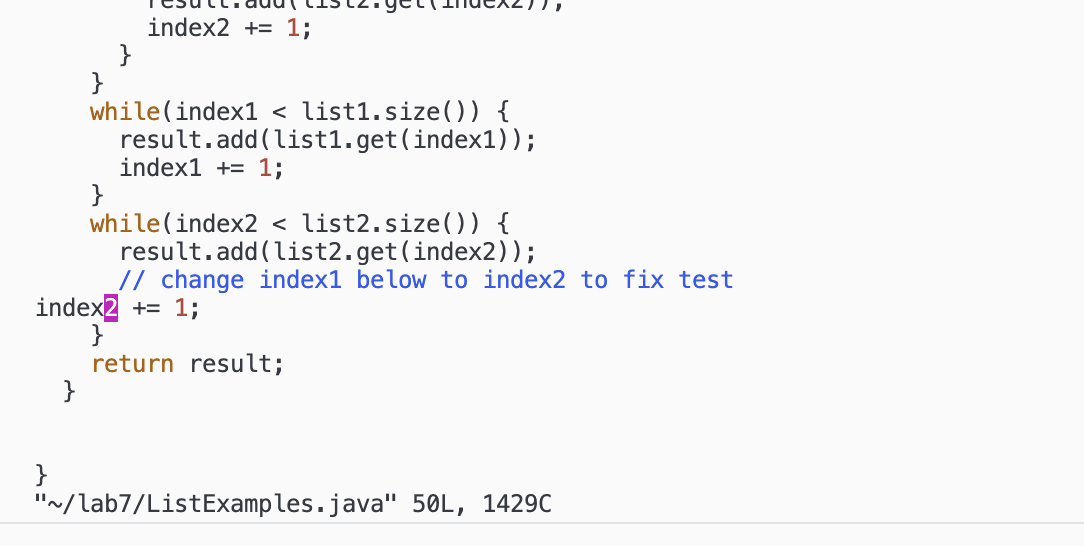 result.add(list2.get(index2));
index2 += 1;
}
}
while(index1 < list1.size()) {
result.add(list1.get(index1));
index1 += 1;
}
while(index2 < list2.size()) {
result.add(list2.get(index2));
// change index1 below to index2 to fix test
index2 += 1;
}
return result;
}
}
"~/lab7/ListExamples.java" 50L, 1429C